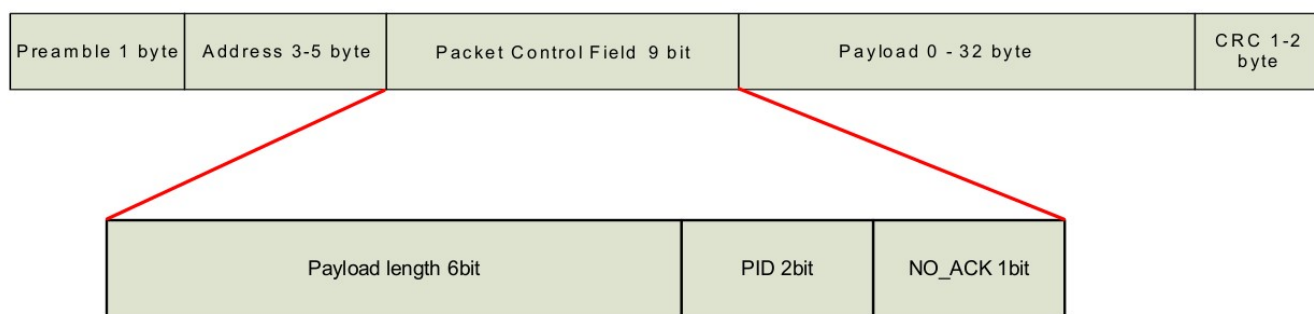 Preamble 1 byte
Address 3-5 byte
Packet Control Field 9 bit
Payload 0 - 32 byte
CRC 1-2
byte
Payload length 6bit
PID 2bit
NO_ACK 1bit